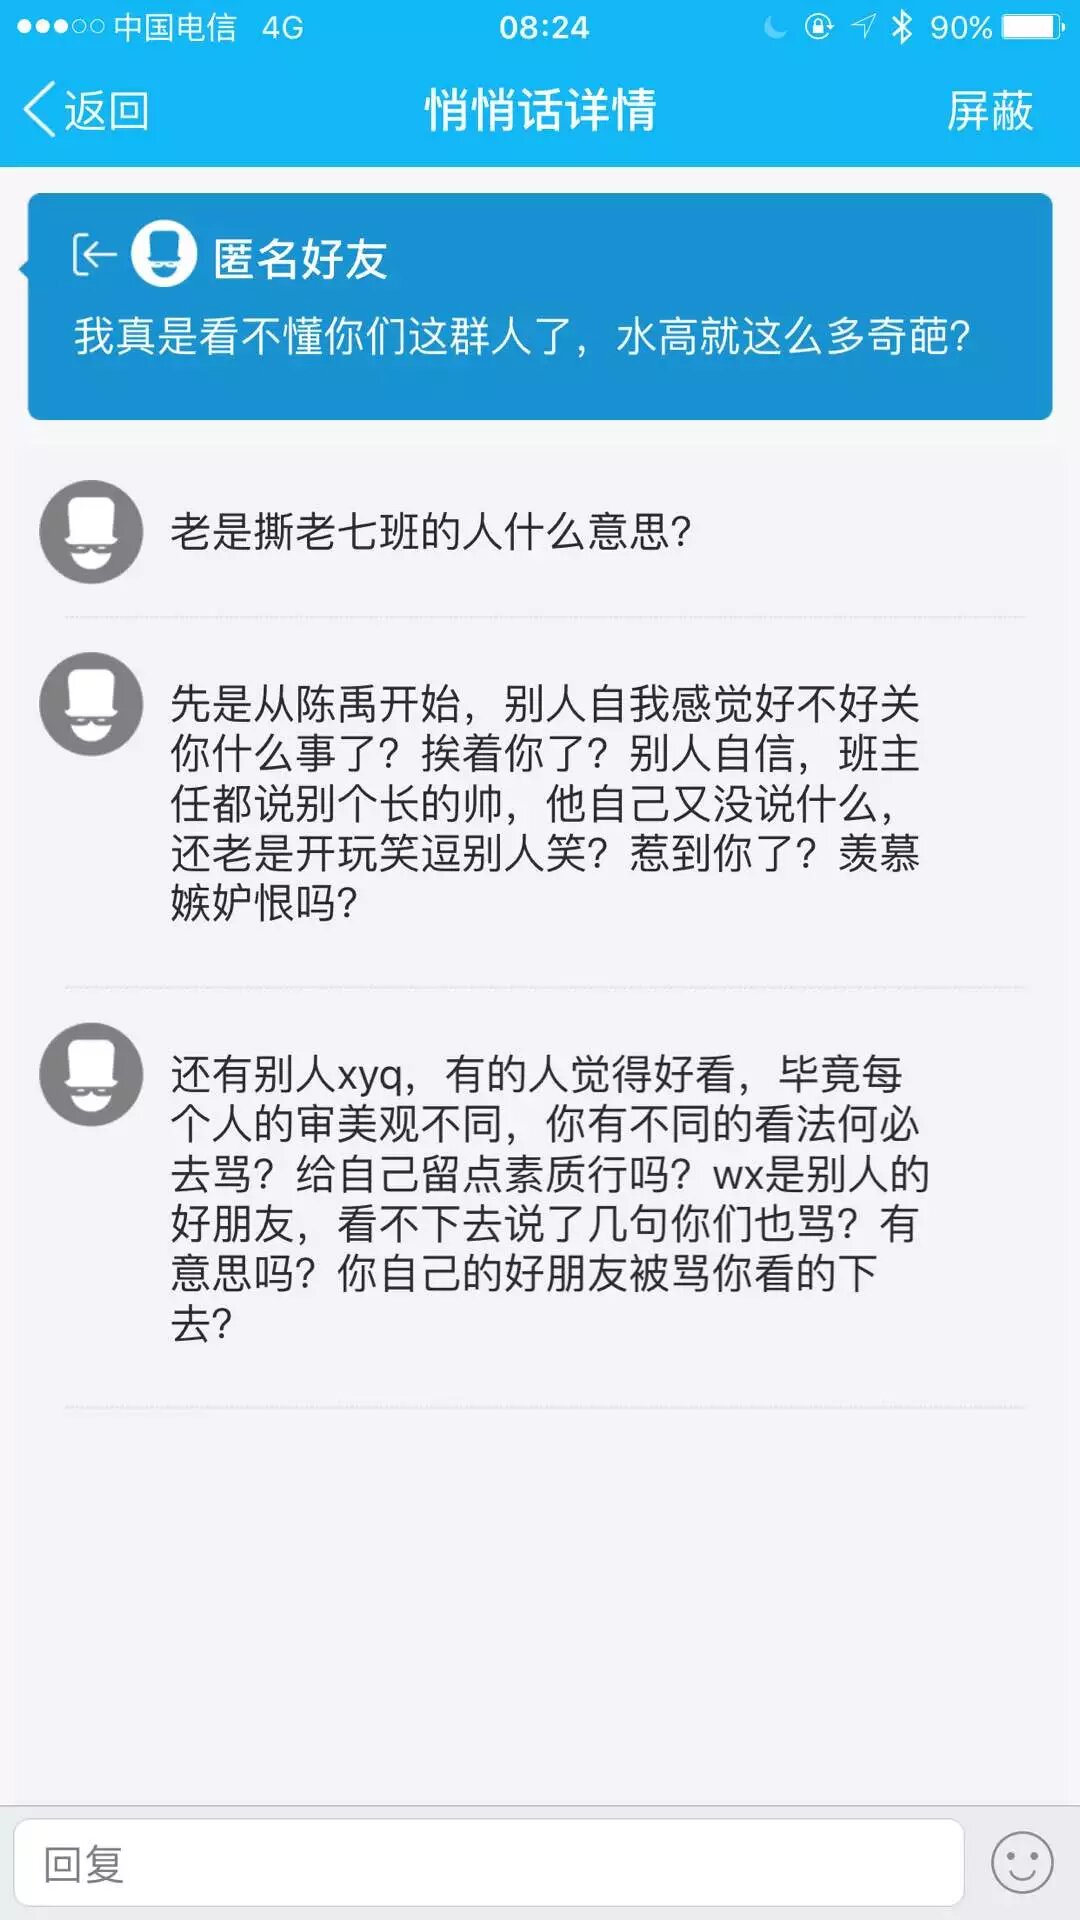 中国电信 4G 08:24 90%
返回 悄悄话详情 屏蔽
匿名好友
我真是看不懂你们这群人了，水高就这么多奇葩？
老是撕老七班的人什么意思？
先是从陈禹开始，别人自我感觉好不好关
你什么事了？挨着你了？别人自信，班主
任都说别个长的帅，他自己又没说什么，
还老是开玩笑逗别人笑？惹到你了？羡慕
嫉妒恨吗？
还有别人xyq，有的人觉得好看，毕竟每
个人的审美观不同，你有不同的看法何必
去骂？给自己留点素质行吗？wx是别人的
好朋友，看不下去说了几句你们也骂？有
意思吗？你自己的好朋友被骂你看的下
去？
回复